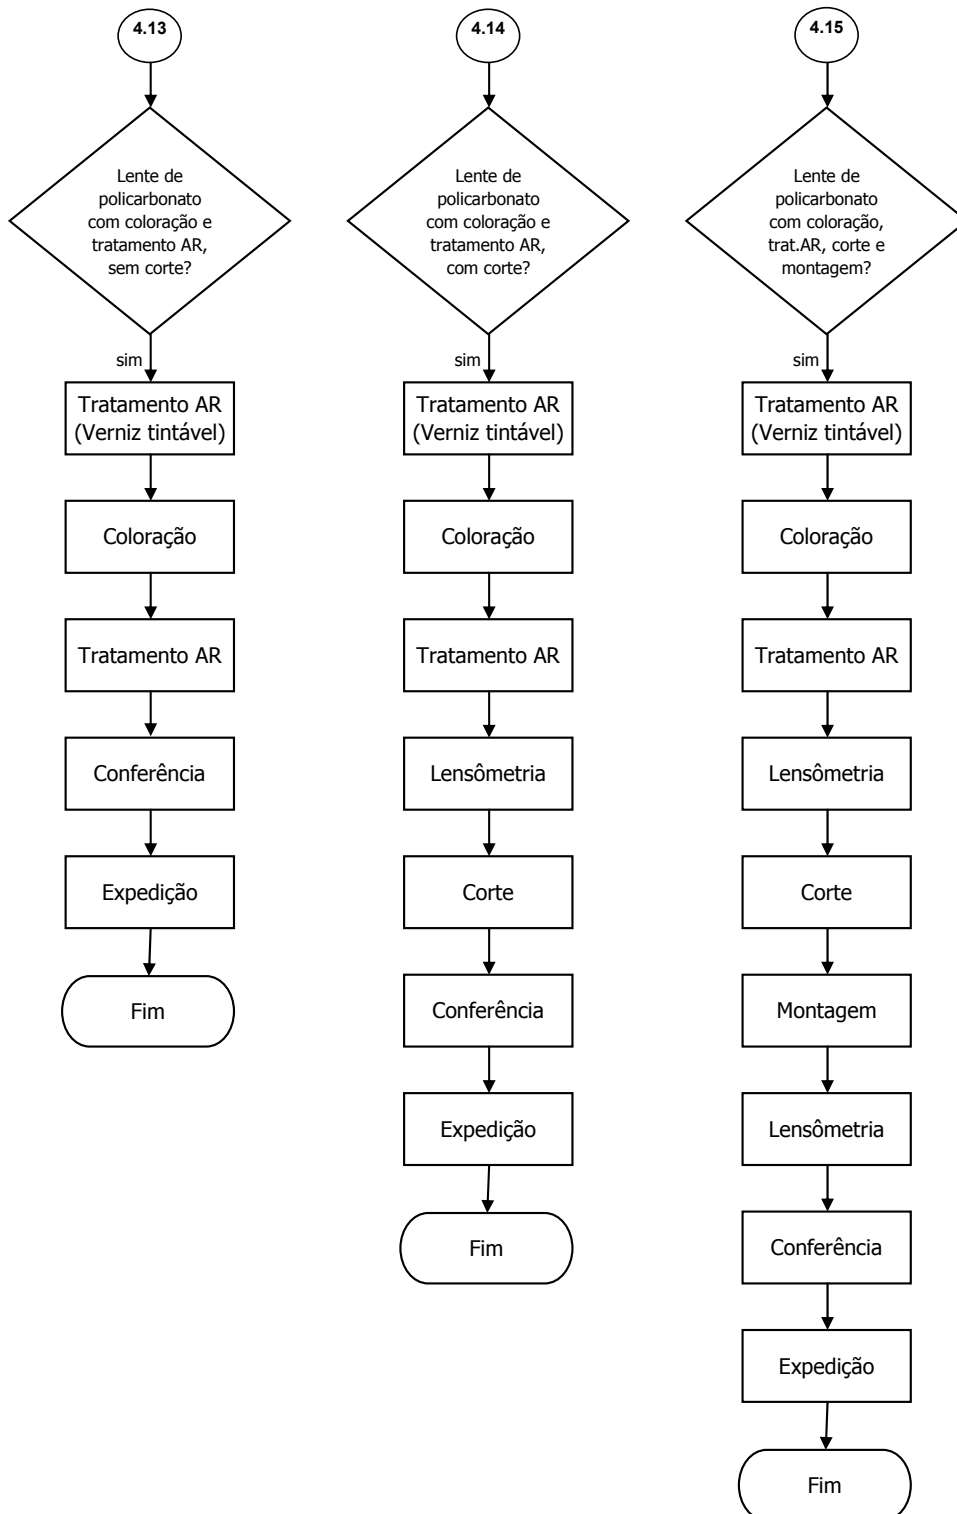 4.13
Lente de
policarbonato
com coloração e
tratamento AR,
sem corte?
sim
Tratamento AR
(Verniz tintável)
Coloração
Tratamento AR
Conferência
Expedição
Fim
4.14
Lente de
policarbonato
com coloração e
tratamento AR,
com corte?
sim
Tratamento AR
(Verniz tintável)
Coloração
Tratamento AR
Lensômetria
Corte
Conferência
Expedição
Fim
4.15
Lente de
policarbonato
com coloração,
trat.AR, corte e
montagem?
sim
Tratamento AR
(Verniz tintável)
Coloração
Tratamento AR
Lensômetria
Corte
Montagem
Lensômetria
Conferência
Expedição
Fim